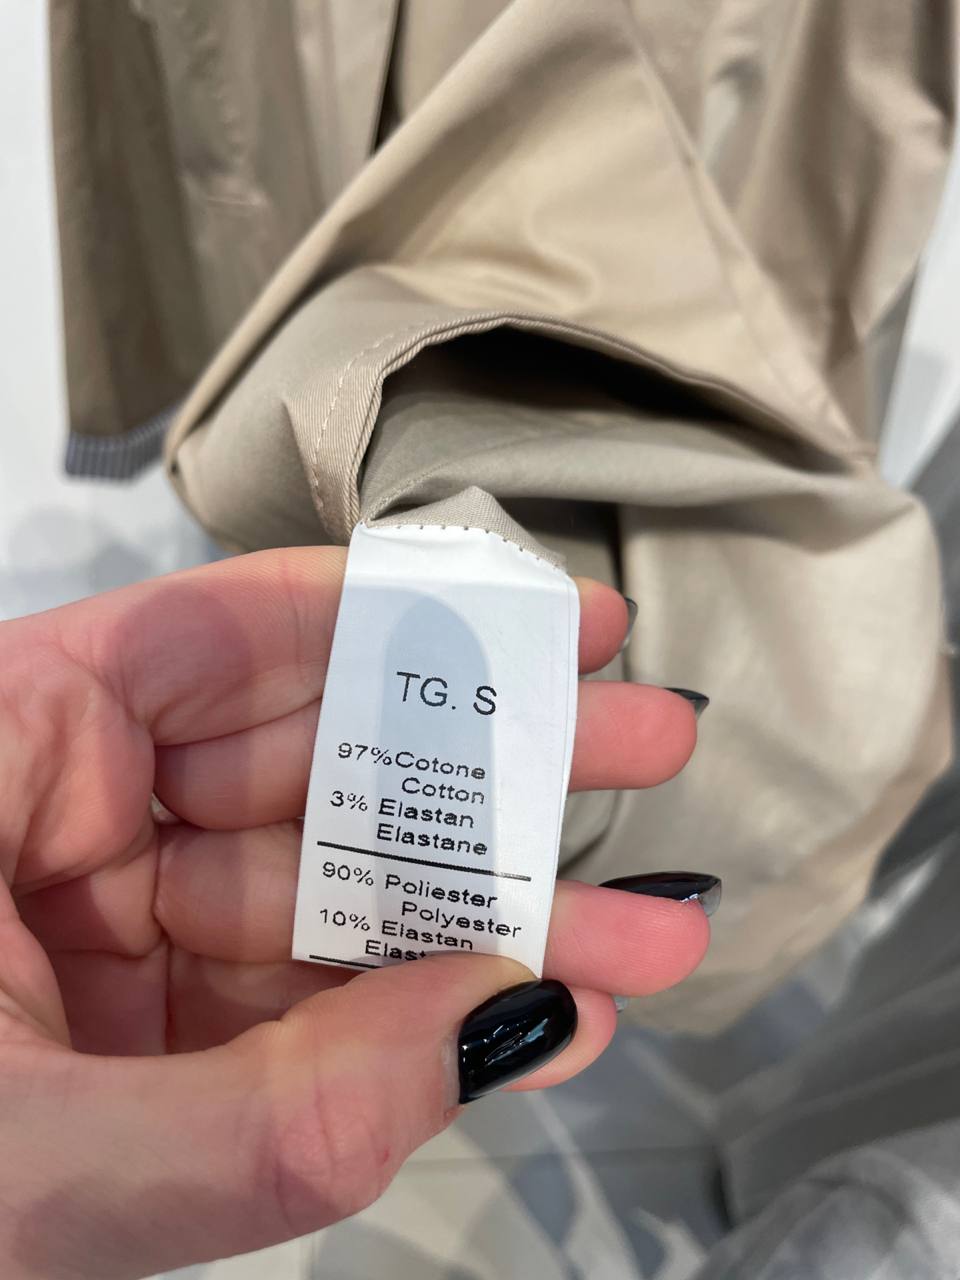 TG. S
97%Cotone
Cotton
3% Elastan
Elastane
90% Poliester
Polyester
10% Elastan